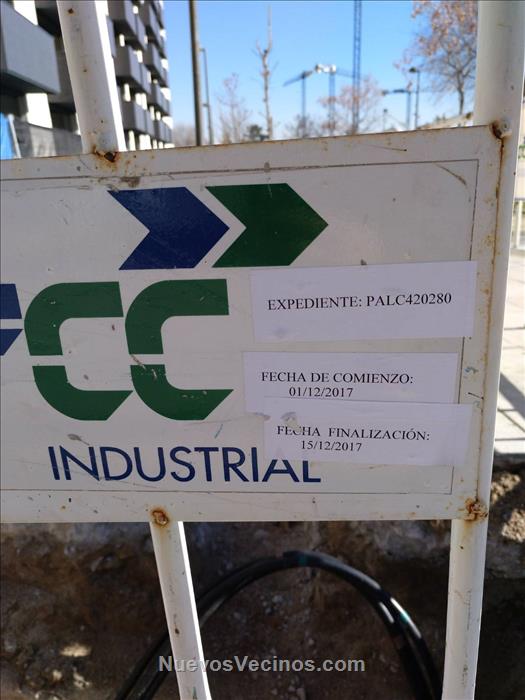 CC
EXPEDIENTE: PALC420280
FECHA DE COMIENZO:
01/12/2017
FECHA FINALIZACIÓN:
15/12/2017
INDUSTRIAL
NuevosVecinos.com